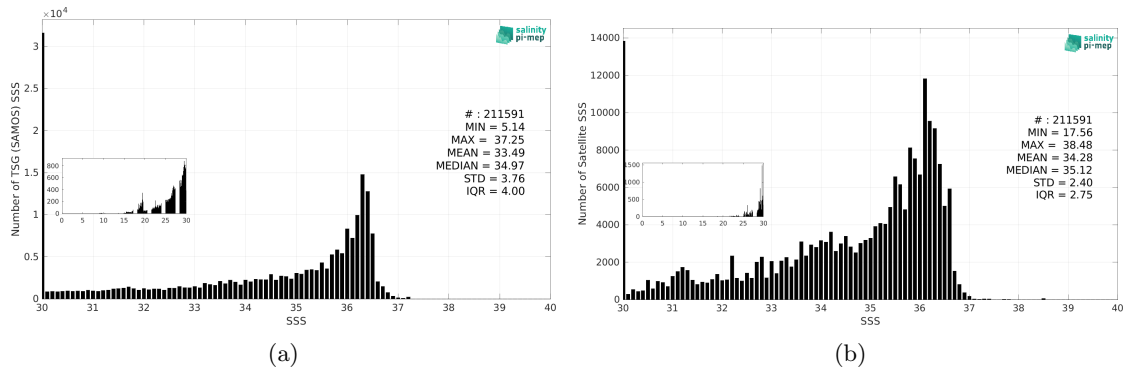 ×10⁴
3
2.5
2
1.5
1
0.5
0
Number of TSG (SAMOS) SSS
salinity
pi-mep
# : 211591
MIN = 5.14
MAX = 37.25
MEAN = 33.49
MEDIAN = 34.97
STD = 3.76
IQR = 4.00
800
600
400
200
0
0 5 10 15 20 25 30
30 31 32 33 34 35 36 37 38 39 40
SSS
(a)
14000
12000
10000
8000
6000
4000
2000
0
Number of Satellite SSS
salinity
pi-mep
# : 211591
MIN = 17.56
MAX = 38.48
MEAN = 34.28
MEDIAN = 35.12
STD = 2.40
IQR = 2.75
1500
1000
500
0
0 5 10 15 20 25 30
30 31 32 33 34 35 36 37 38 39 40
SSS
(b)